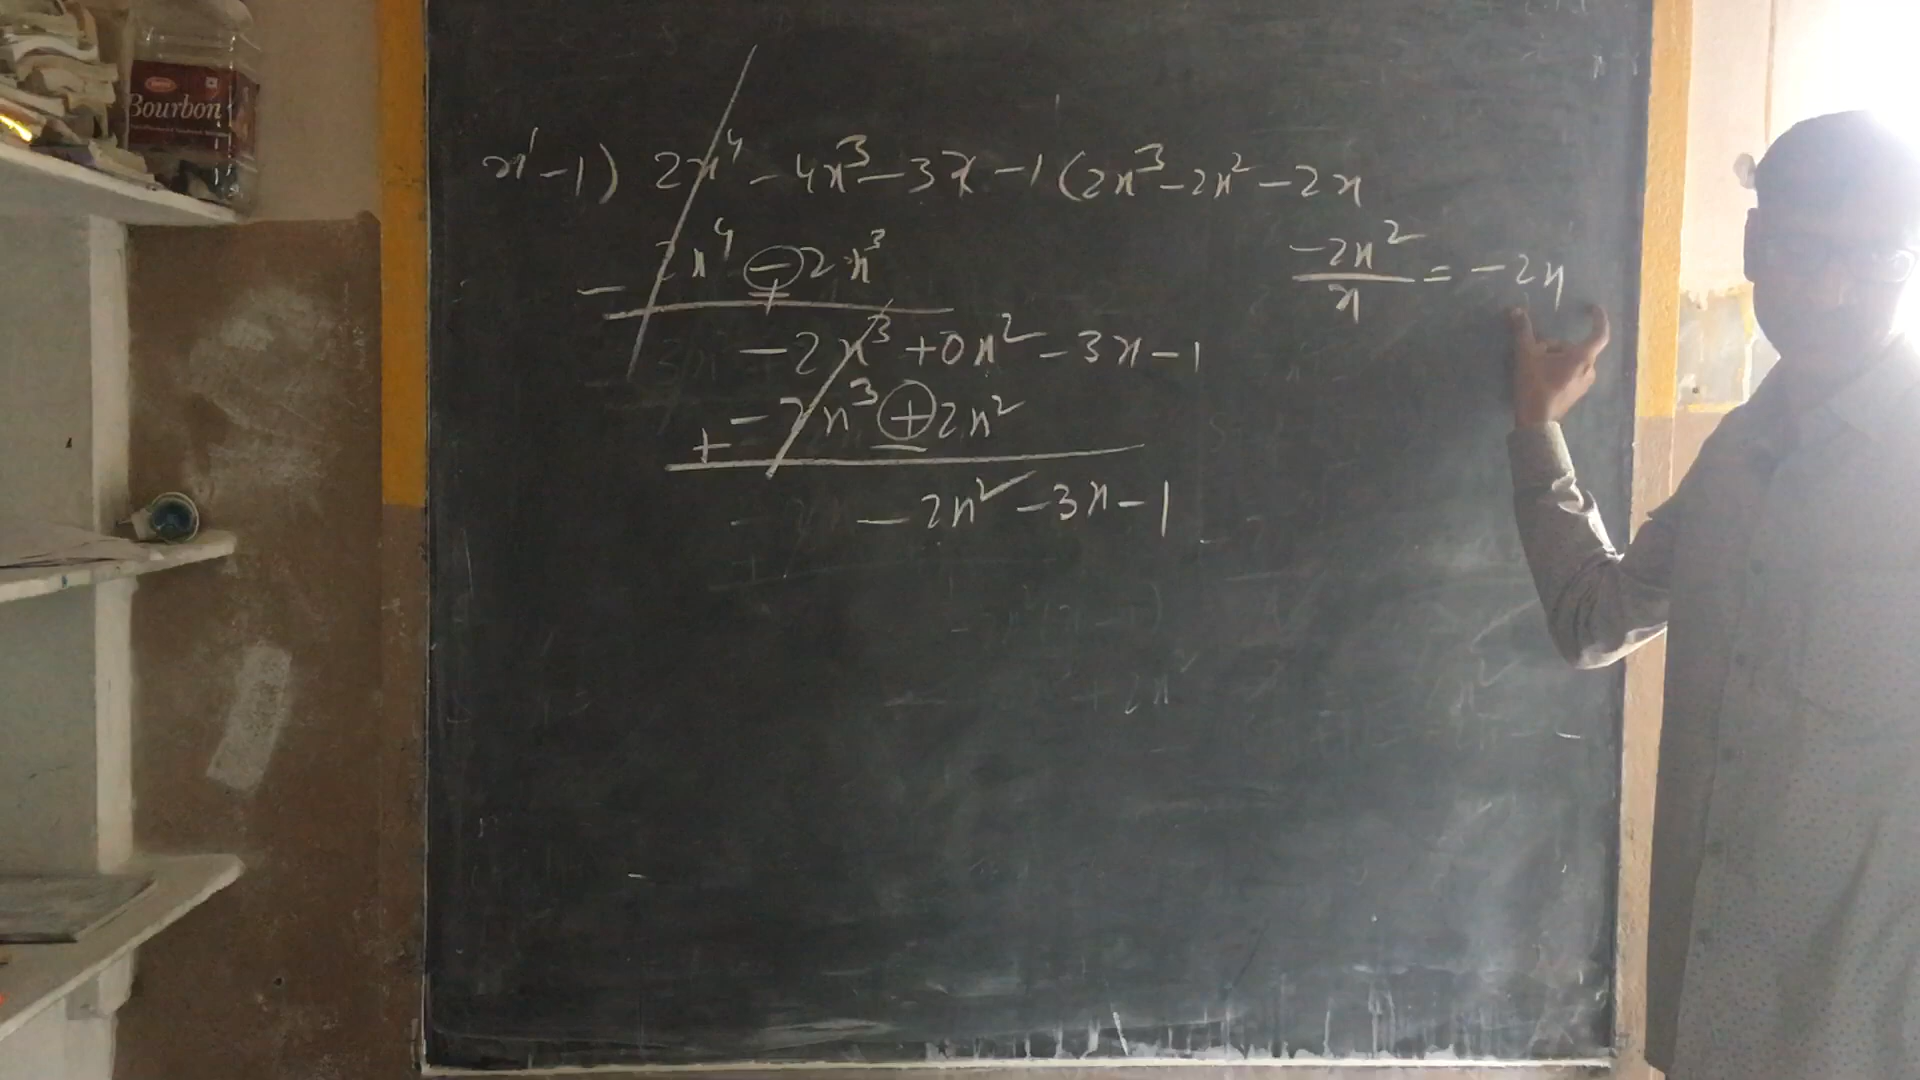 Bourbon
x¹-1) 2x⁴ - 4x³ - 3x - 1 (2x³ - 2x² - 2x
- 2x⁴ - 2x³
+
-2x²/x = -2x
-2x³ + 0x² - 3x - 1
-2x³ + 2x²
+ -
-2x² - 3x - 1